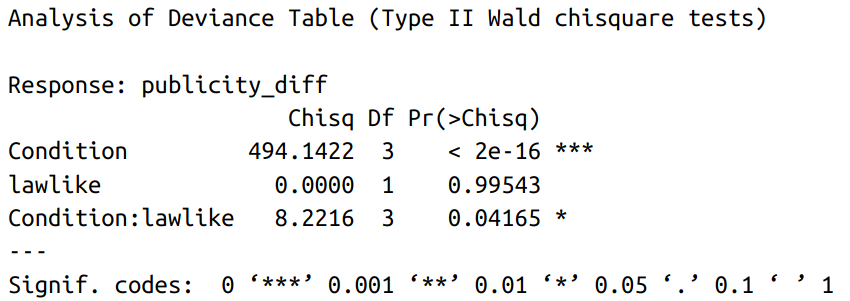 Analysis of Deviance Table (Type II Wald chisquare tests)

Response: publicity_diff
                   Chisq Df Pr(>Chisq)
Condition         494.1422  3    < 2e-16 ***
lawlike             0.0000  1    0.99543
Condition:lawlike   8.2216  3    0.04165 *
---
Signif. codes:  0 ‘***’ 0.001 ‘**’ 0.01 ‘*’ 0.05 ‘.’ 0.1 ‘ ’ 1